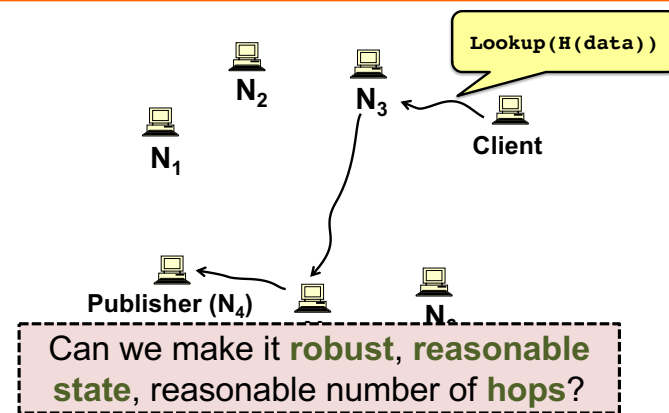 Lookup(H(data))
N2
N3
Client
N1
Publisher (N4)
Can we make it robust, reasonable
state, reasonable number of hops?